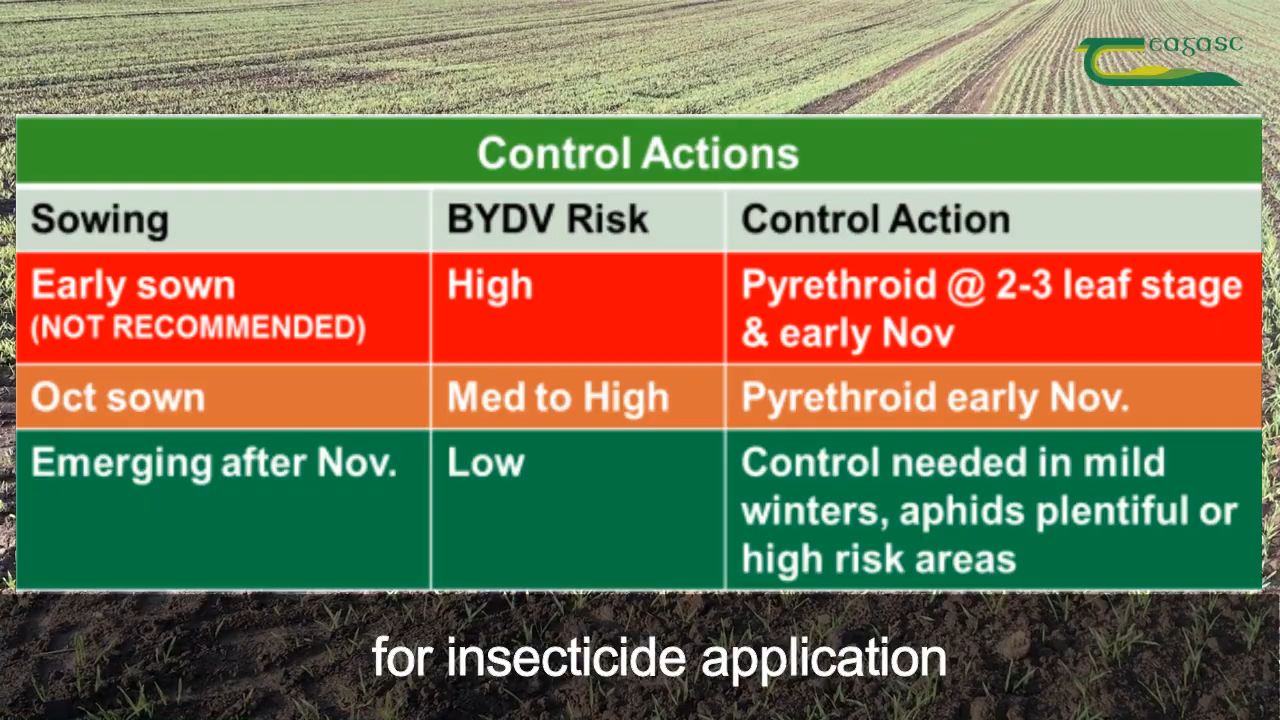 teagasc
Control Actions
Sowing
BYDV Risk
Control Action
Early sown
(NOT RECOMMENDED)
High
Pyrethroid @ 2-3 leaf stage
& early Nov
Oct sown
Med to High
Pyrethroid early Nov.
Emerging after Nov.
Low
Control needed in mild
winters, aphids plentiful or
high risk areas
for insecticide application